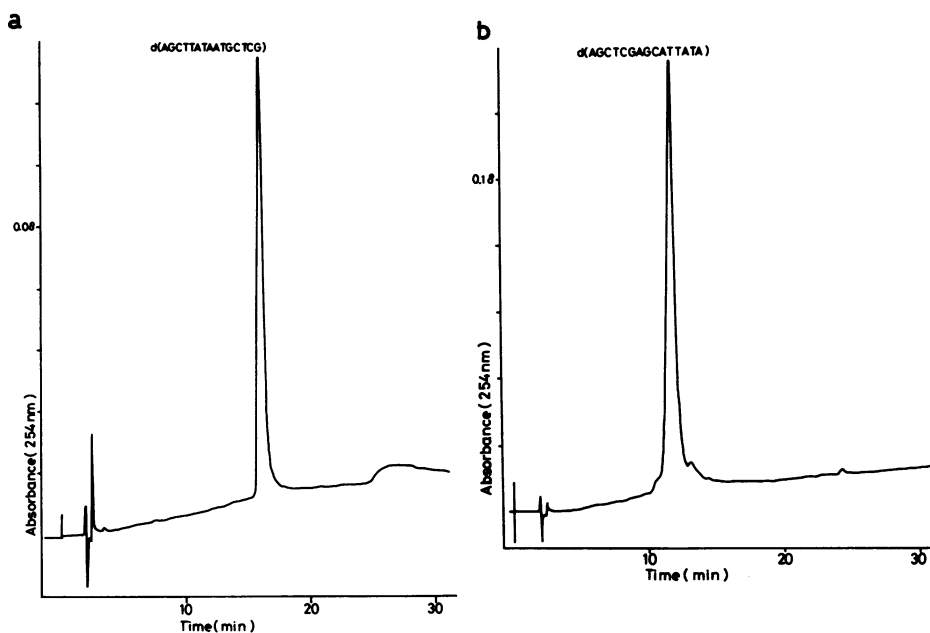 a
d(AGCTTATAATGCTCG)
0.08
Absorbance(254nm)
10
20
30
Time(min)
b
d(AGCTCGAGCATTATA)
0.18
Absorbance (254nm)
10
20
30
Time(min)